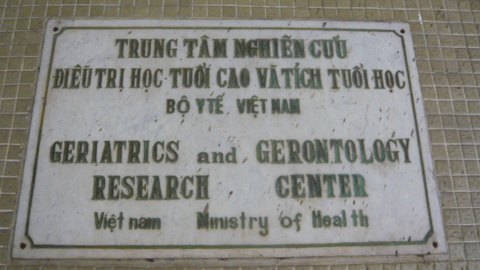 TRUNG TÂM NGHIÊN CỨU
ĐIỀU TRỊ HỌC TUỔI CAO VÀ TÍCH TUỔI HỌC
BỘ Y TẾ VIỆT NAM
GERIATRICS and GERONTOLOGY
RESEARCH CENTER
Việt nam Ministry of Health